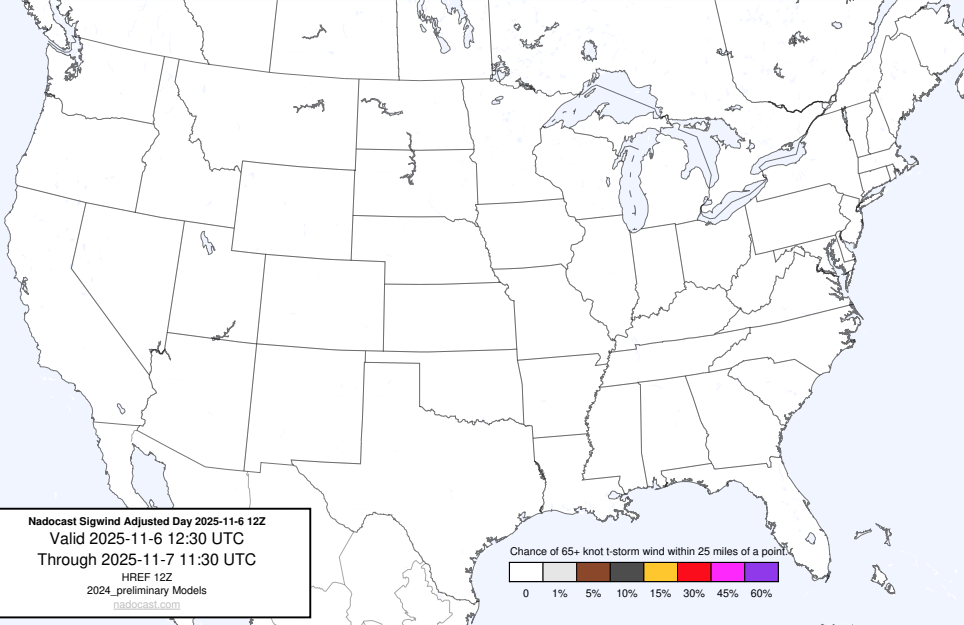 Nadocast Sigwind Adjusted Day 2025-11-6 12Z
Valid 2025-11-6 12:30 UTC
Through 2025-11-7 11:30 UTC
HREF 12Z
2024_preliminary Models
nadocast.com
Chance of 65+ knot t-storm wind within 25 miles of a point.
0 1% 5% 10% 15% 30% 45% 60%